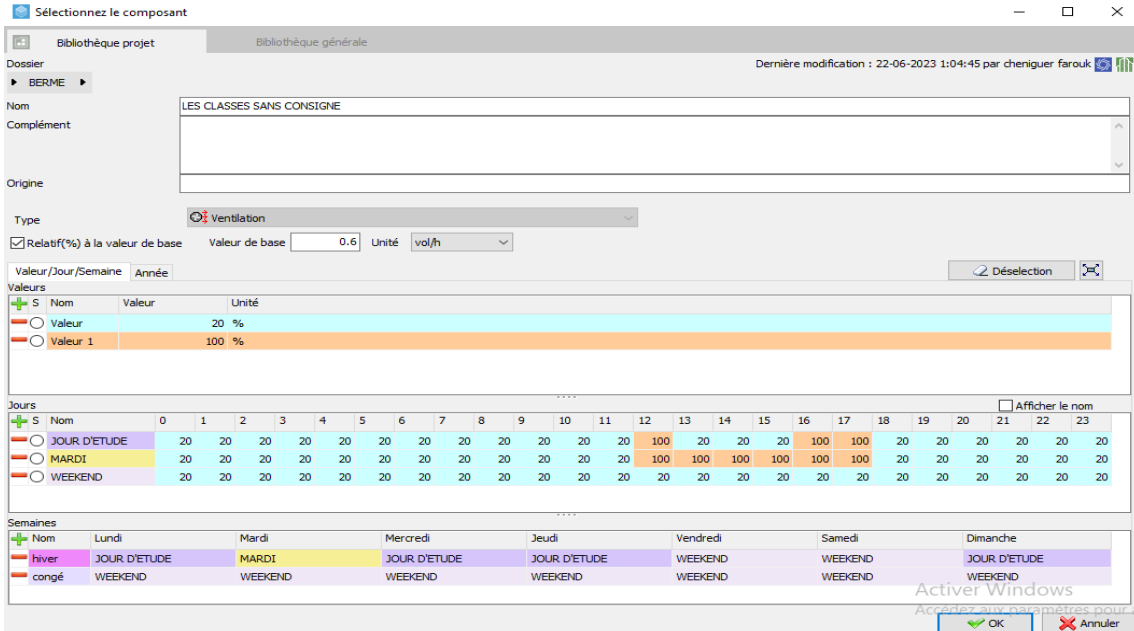 Sélectionnez le composant
Bibliothèque projet Bibliothèque générale
Dossier Dernière modification : 22-06-2023 1:04:45 par cheniguer farouk
BERME
Nom LES CLASSES SANS CONSIGNE
Complément
Origine
Type Ventilation
Relatif(%) à la valeur de base Valeur de base 0.6 Unité vol/h
Valeur/Jour/Semaine Année Déselection
Valeurs
S Nom Valeur Unité
Valeur 20 %
Valeur 1 100 %
Jours Afficher le nom
S Nom 0 1 2 3 4 5 6 7 8 9 10 11 12 13 14 15 16 17 18 19 20 21 22 23
JOUR D'ETUDE 20 20 20 20 20 20 20 20 20 20 20 20 100 20 20 20 100 100 20 20 20 20 20 20
MARDI 20 20 20 20 20 20 20 20 20 20 20 20 100 100 100 100 100 100 20 20 20 20 20 20
WEEKEND 20 20 20 20 20 20 20 20 20 20 20 20 20 20 20 20 20 20 20 20 20 20 20 20
Semaines
Nom Lundi Mardi Mercredi Jeudi Vendredi Samedi Dimanche
hiver JOUR D'ETUDE MARDI JOUR D'ETUDE JOUR D'ETUDE WEEKEND WEEKEND JOUR D'ETUDE
congé WEEKEND WEEKEND WEEKEND WEEKEND WEEKEND WEEKEND WEEKEND
Activer Windows
Accédez aux paramètres pour
OK Annuler